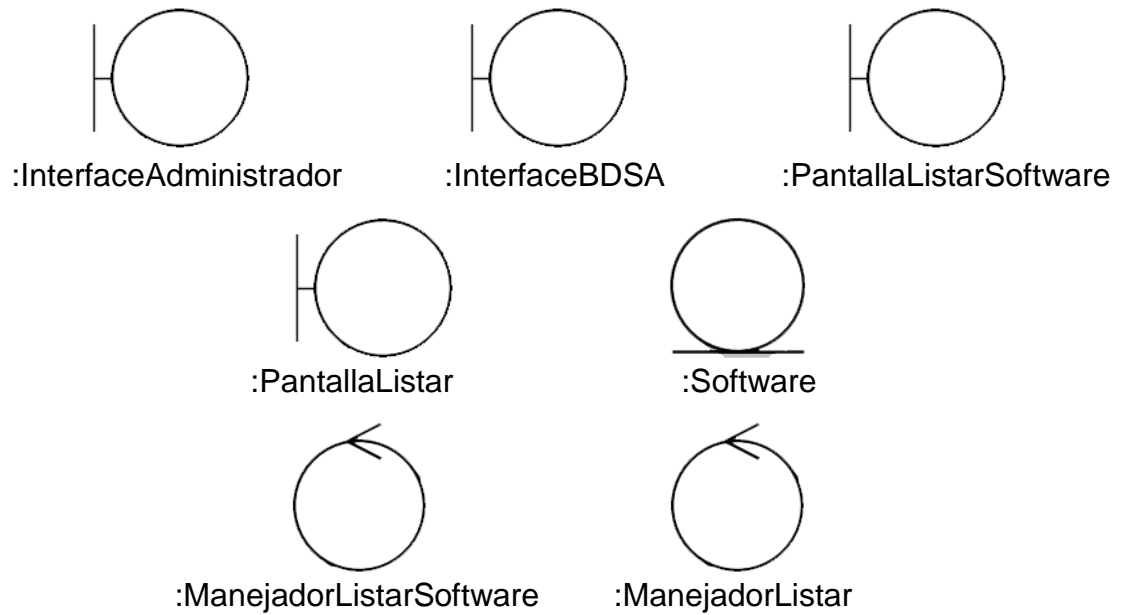 :InterfaceAdministrador :InterfaceBDSA :PantallaListarSoftware
:PantallaListar :Software
:ManejadorListarSoftware :ManejadorListar